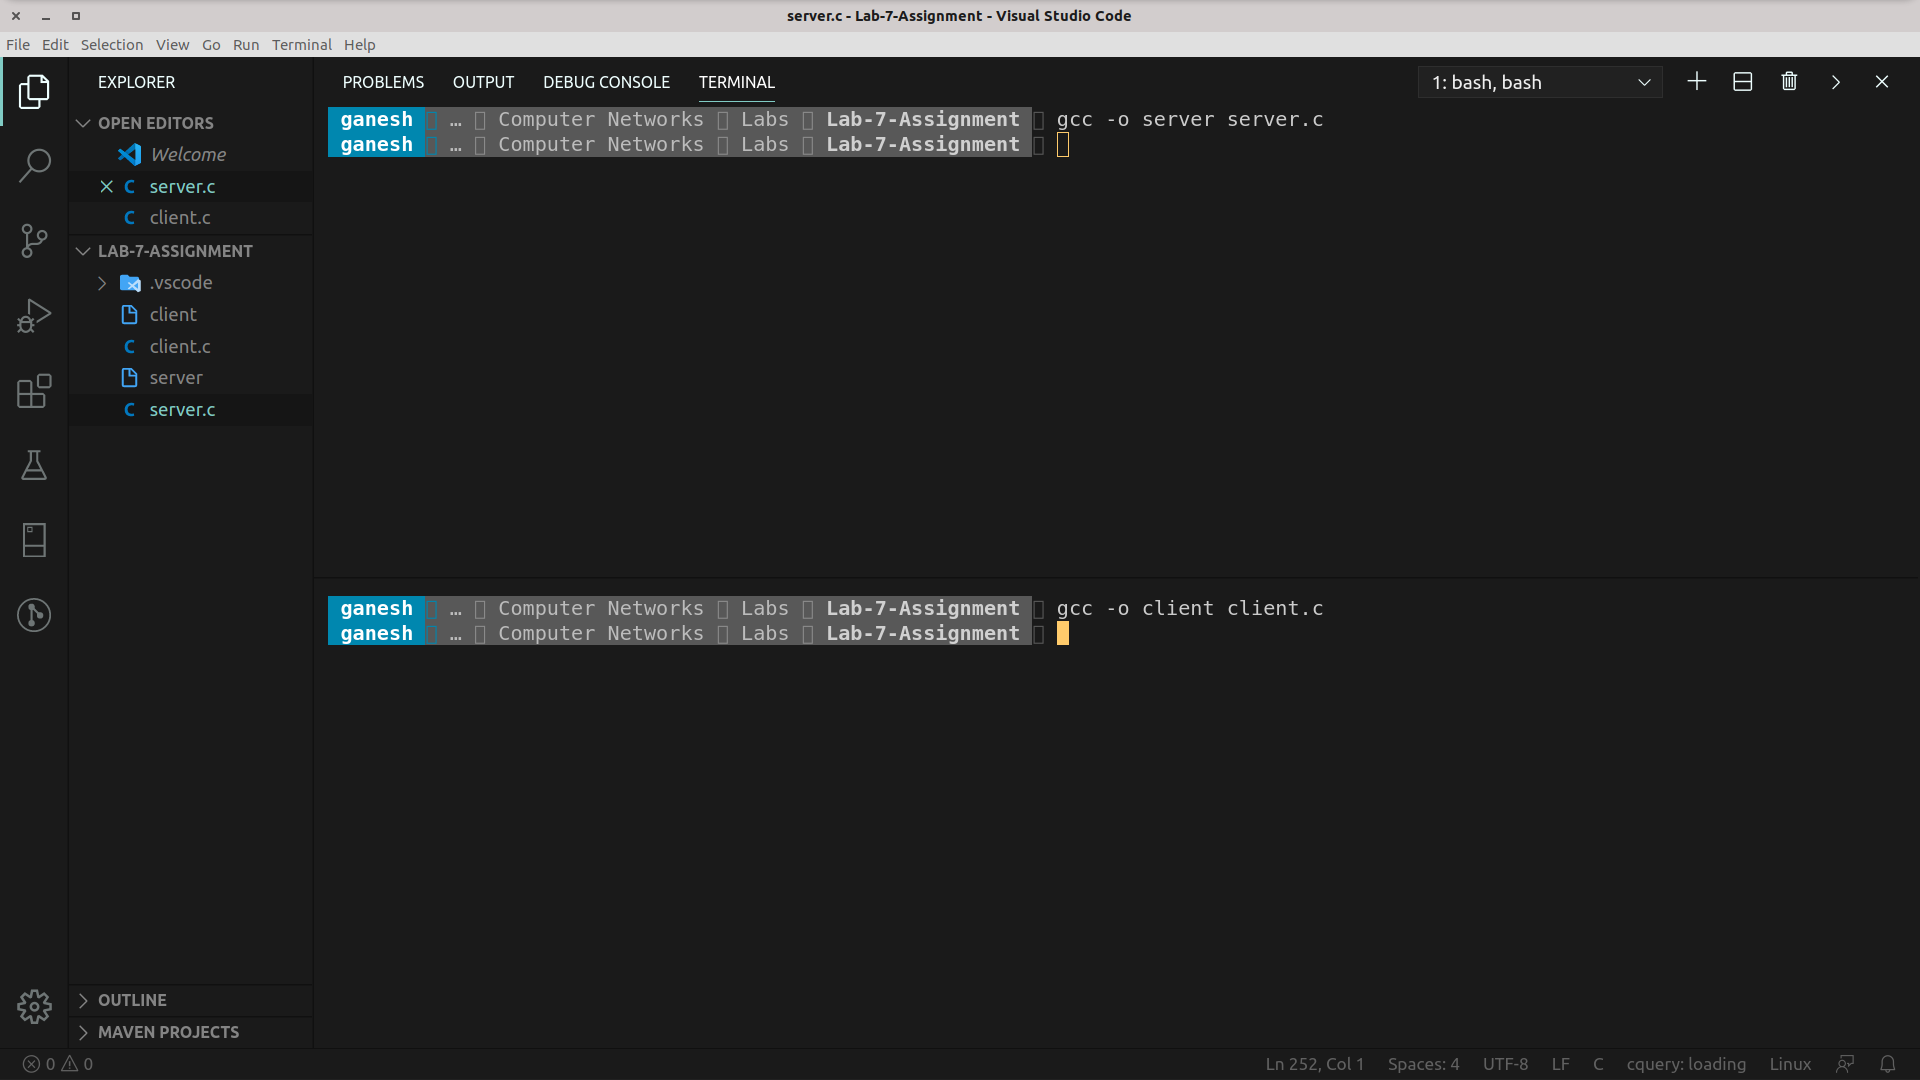 server.c - Lab-7-Assignment - Visual Studio Code
File Edit Selection View Go Run Terminal Help
EXPLORER
OPEN EDITORS
Welcome
server.c
client.c
LAB-7-ASSIGNMENT
.vscode
client
client.c
server
server.c
OUTLINE
MAVEN PROJECTS
PROBLEMS OUTPUT DEBUG CONSOLE TERMINAL
1: bash, bash
ganesh … Computer Networks Labs Lab-7-Assignment gcc -o server server.c
ganesh … Computer Networks Labs Lab-7-Assignment
ganesh … Computer Networks Labs Lab-7-Assignment gcc -o client client.c
ganesh … Computer Networks Labs Lab-7-Assignment
0 0 Ln 252, Col 1 Spaces: 4 UTF-8 LF C cquery: loading Linux